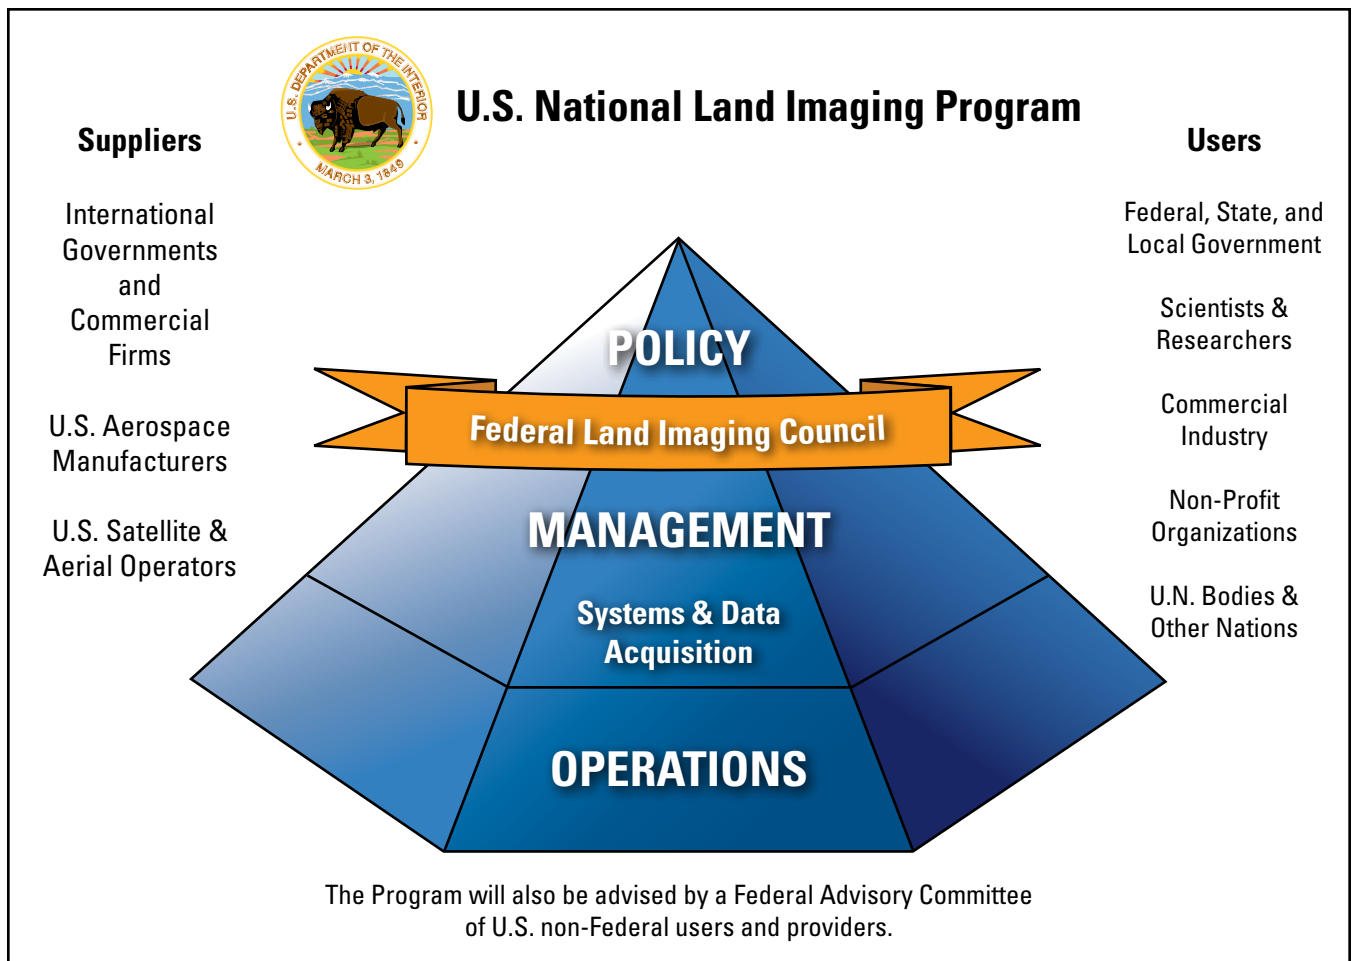 U.S. DEPARTMENT OF THE INTERIOR
MARCH 3, 1849
U.S. National Land Imaging Program
Suppliers
International
Governments
and
Commercial
Firms
U.S. Aerospace
Manufacturers
U.S. Satellite &
Aerial Operators
POLICY
Federal Land Imaging Council
MANAGEMENT
Systems & Data
Acquisition
OPERATIONS
Users
Federal, State, and
Local Government
Scientists &
Researchers
Commercial
Industry
Non-Profit
Organizations
U.N. Bodies &
Other Nations
The Program will also be advised by a Federal Advisory Committee
of U.S. non-Federal users and providers.